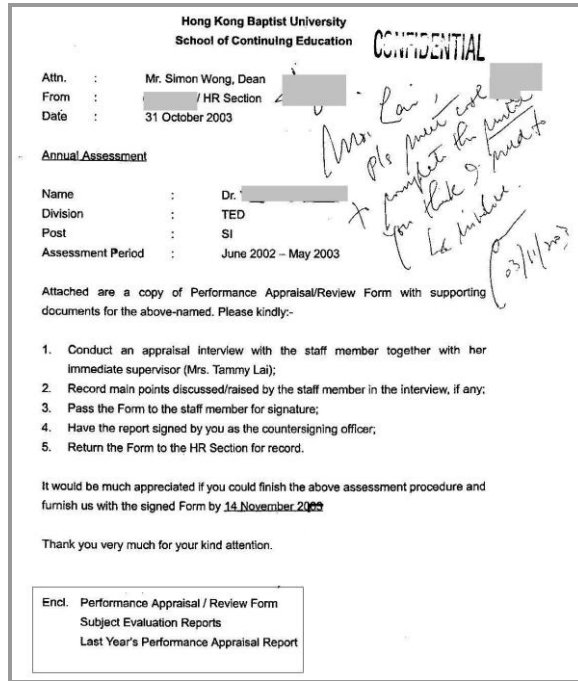 Hong Kong Baptist University
School of Continuing Education
CONFIDENTIAL
Attn. : Mr. Simon Wong, Dean
From : / HR Section
Date : 31 October 2003
Mrs. Lai,
Pls meet
to complete the
you think I need to
be involve.
03/11/2003
Annual Assessment
Name : Dr.
Division : TED
Post : SI
Assessment Period : June 2002 – May 2003
Attached are a copy of Performance Appraisal/Review Form with supporting
documents for the above-named. Please kindly:-
1. Conduct an appraisal interview with the staff member together with her
immediate supervisor (Mrs. Tammy Lai);
2. Record main points discussed/raised by the staff member in the interview, if any;
3. Pass the Form to the staff member for signature;
4. Have the report signed by you as the countersigning officer;
5. Return the Form to the HR Section for record.
It would be much appreciated if you could finish the above assessment procedure and
furnish us with the signed Form by 14 November 2003
Thank you very much for your kind attention.
Encl. Performance Appraisal / Review Form
Subject Evaluation Reports
Last Year's Performance Appraisal Report